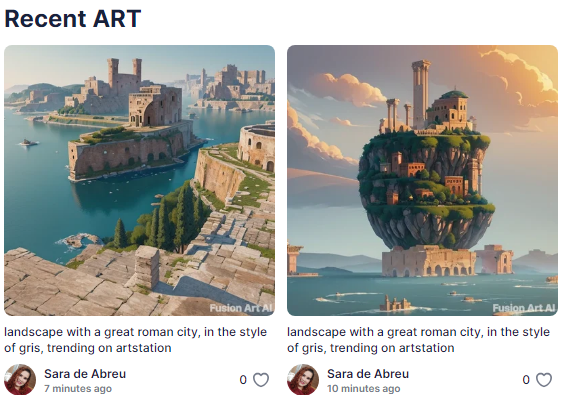 Recent ART
Fusion Art AI
Fusion Art AI
landscape with a great roman city, in the style
of gris, trending on artstation
Sara de Abreu
7 minutes ago
0
landscape with a great roman city, in the style
of gris, trending on artstation
Sara de Abreu
10 minutes ago
0